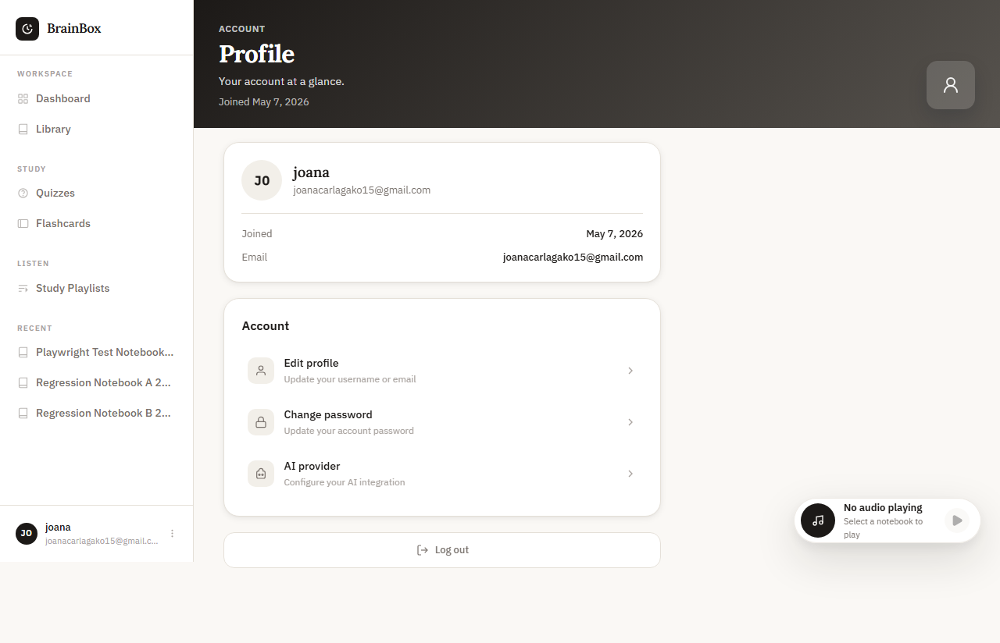 BrainBox
WORKSPACE
Dashboard
Library
STUDY
Quizzes
Flashcards
LISTEN
Study Playlists
RECENT
Playwright Test Notebook...
Regression Notebook A 2...
Regression Notebook B 2...
JO
joana
joanacarlagako15@gmail.c...
ACCOUNT
Profile
Your account at a glance.
Joined May 7, 2026
JO
joana
joanacarlagako15@gmail.com
Joined
May 7, 2026
Email
joanacarlagako15@gmail.com
Account
Edit profile
Update your username or email
Change password
Update your account password
AI provider
Configure your AI integration
Log out
No audio playing
Select a notebook to
play